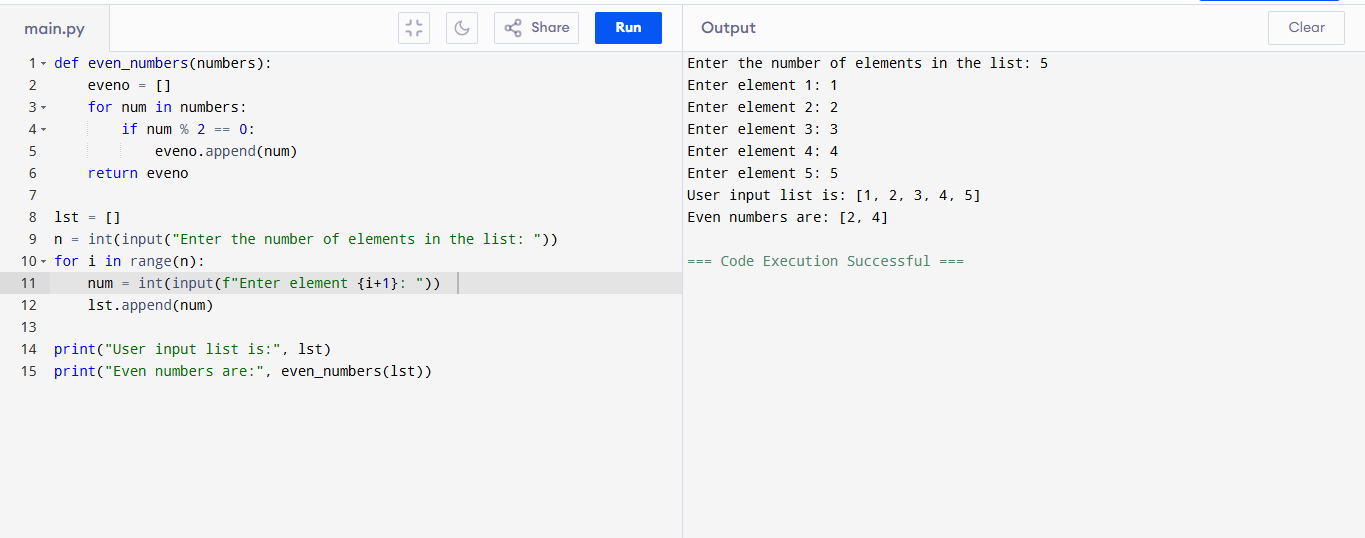 main.py
Share
Run
Output
Clear
1 def even_numbers(numbers):
2     eveno = []
3     for num in numbers:
4         if num % 2 == 0:
5             eveno.append(num)
6     return eveno
7
8 lst = []
9 n = int(input("Enter the number of elements in the list: "))
10 for i in range(n):
11     num = int(input(f"Enter element {i+1}: "))
12     lst.append(num)
13
14 print("User input list is:", lst)
15 print("Even numbers are:", even_numbers(lst))
Enter the number of elements in the list: 5
Enter element 1: 1
Enter element 2: 2
Enter element 3: 3
Enter element 4: 4
Enter element 5: 5
User input list is: [1, 2, 3, 4, 5]
Even numbers are: [2, 4]
=== Code Execution Successful ===